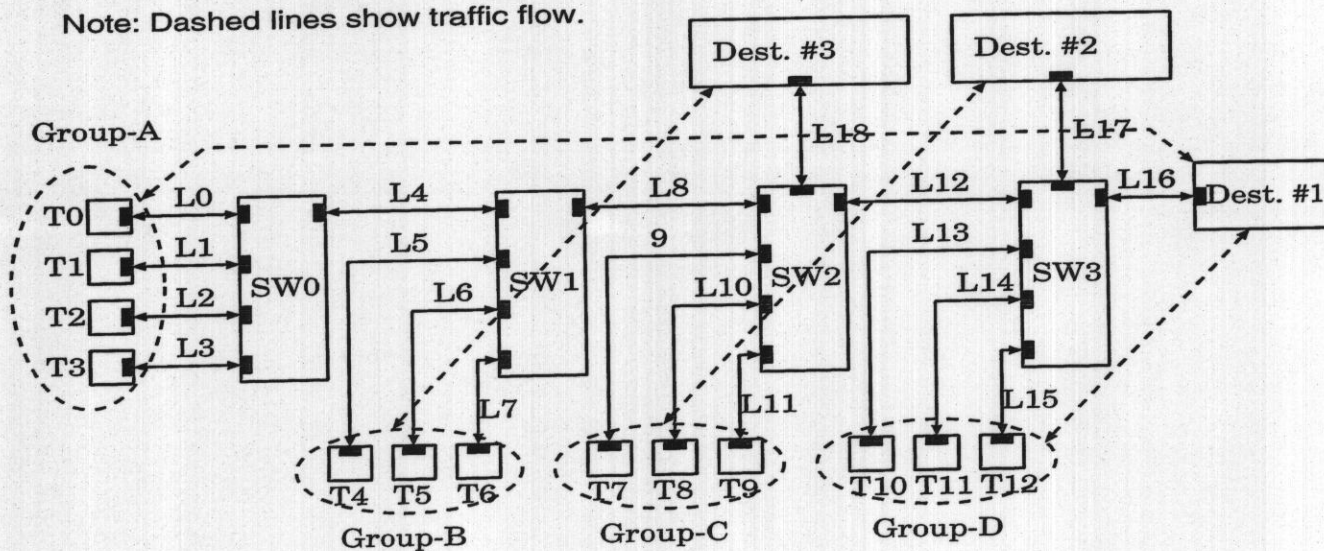 Note: Dashed lines show traffic flow.
Dest. #3
Dest. #2
L18
L17
Group-A
T0
L0
L4
L8
L12
L16
Dest. #1
T1
L1
L5
9
L13
SW0
SW1
SW2
SW3
T2
L2
L6
L10
L14
T3
L3
L7
L11
L15
T4
T5
T6
T7
T8
T9
T10
T11
T12
Group-B
Group-C
Group-D